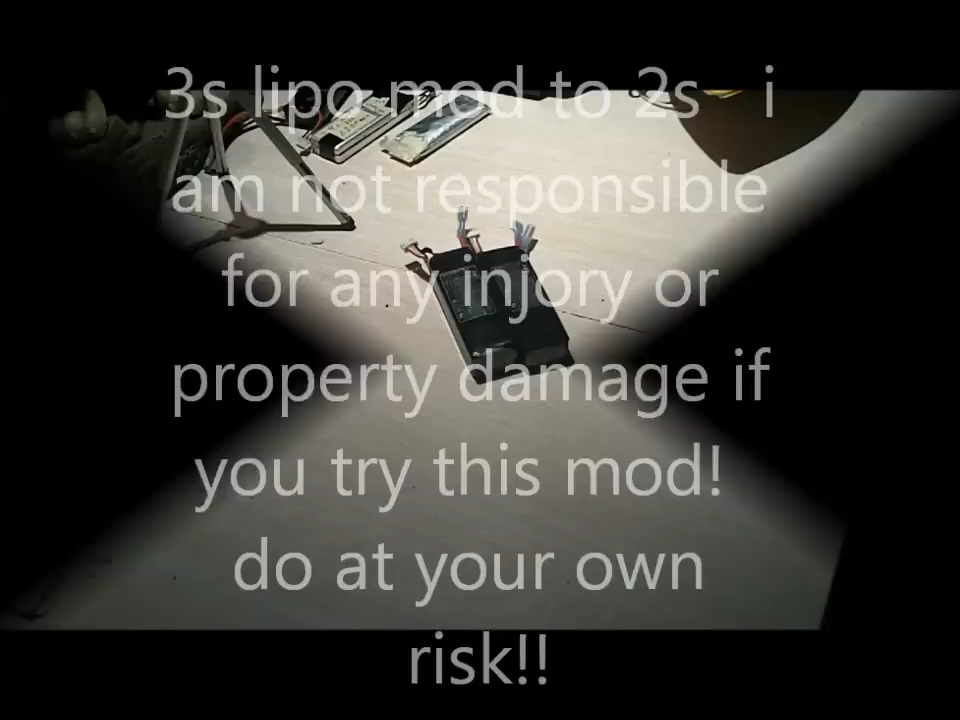 3s lipo mod to 2s   i
am not responsible
for any injory or
property damage if
you try this mod!
do at your own
risk!!